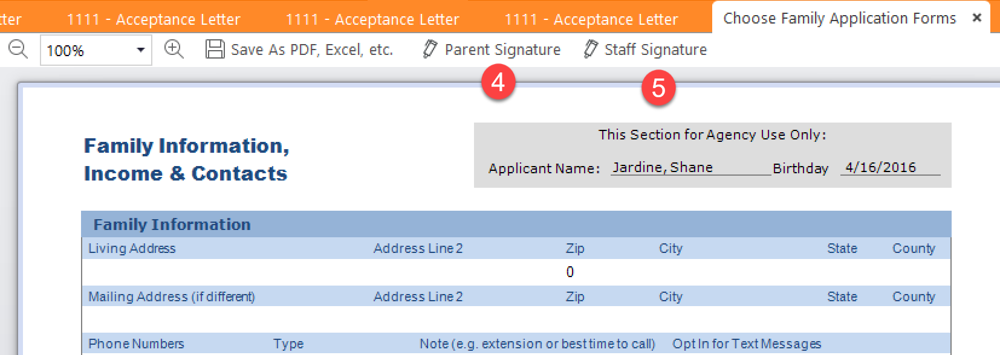 tter 1111 - Acceptance Letter 1111 - Acceptance Letter 1111 - Acceptance Letter Choose Family Application Forms ×
100% Save As PDF, Excel, etc. Parent Signature Staff Signature
4 5
This Section for Agency Use Only:
Family Information,
Income & Contacts
Applicant Name: Jardine, Shane Birthday 4/16/2016
Family Information
Living Address Address Line 2 Zip City State County
0
Mailing Address (if different) Address Line 2 Zip City State County
Phone Numbers Type Note (e.g. extension or best time to call) Opt In for Text Messages